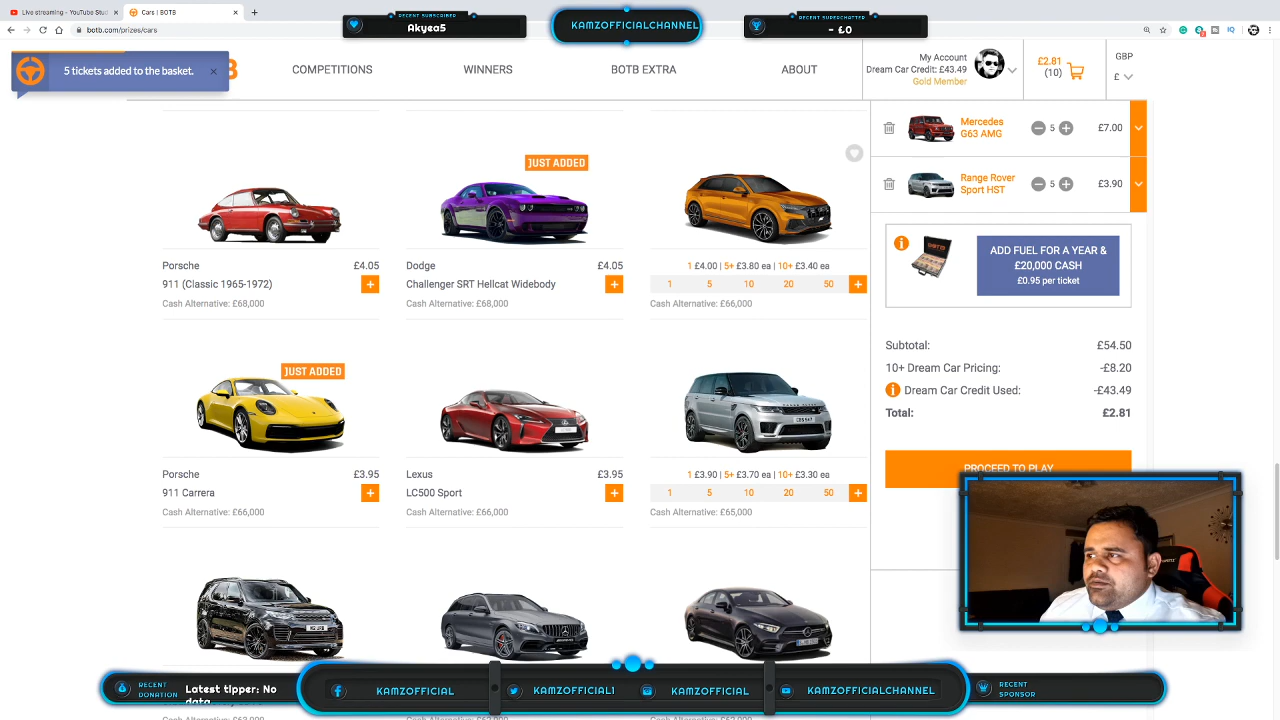 Live streaming - YouTube Stud
Cars | BOTB
botb.com/prizes/cars
RECENT SUBSCRIBER
Akyea5
KAMZOFFICIALCHANNEL
RECENT SUPERCHATTER
- £0
5 tickets added to the basket.
COMPETITIONS
WINNERS
BOTB EXTRA
ABOUT
My Account
Dream Car Credit: £43.49
Gold Member
£2.81
(10)
GBP
£
Mercedes
G63 AMG
5
£7.00
Range Rover
Sport HST
5
£3.90
JUST ADDED
Porsche £4.05
911 (Classic 1965-1972)
Cash Alternative: £68,000
Dodge £4.05
Challenger SRT Hellcat Widebody
Cash Alternative: £68,000
1 £4.00 | 5+ £3.80 ea | 10+ £3.40 ea
1 5 10 20 50
Cash Alternative: £66,000
BOTB
ADD FUEL FOR A YEAR &
£20,000 CASH
£0.95 per ticket
Subtotal: £54.50
10+ Dream Car Pricing: -£8.20
Dream Car Credit Used: -£43.49
Total: £2.81
PROCEED TO PLAY
JUST ADDED
Porsche £3.95
911 Carrera
Cash Alternative: £66,000
Lexus £3.95
LC500 Sport
Cash Alternative: £66,000
1 £3.90 | 5+ £3.70 ea | 10+ £3.30 ea
1 5 10 20 50
Cash Alternative: £65,000
RECENT
DONATION
Latest tipper: No
data
KAMZOFFICIAL
KAMZOFFICIAL1
KAMZOFFICIAL
KAMZOFFICIALCHANNEL
RECENT
SPONSOR